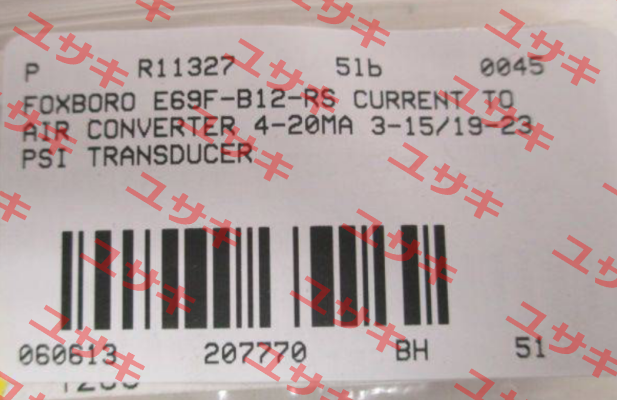 P R11327 51b 0045
FOXBORO E69F-B12-RS CURRENT TO
AIR CONVERTER 4-20MA 3-15/19-23
PSI TRANSDUCER
060613 207770 BH 51
ユサキ